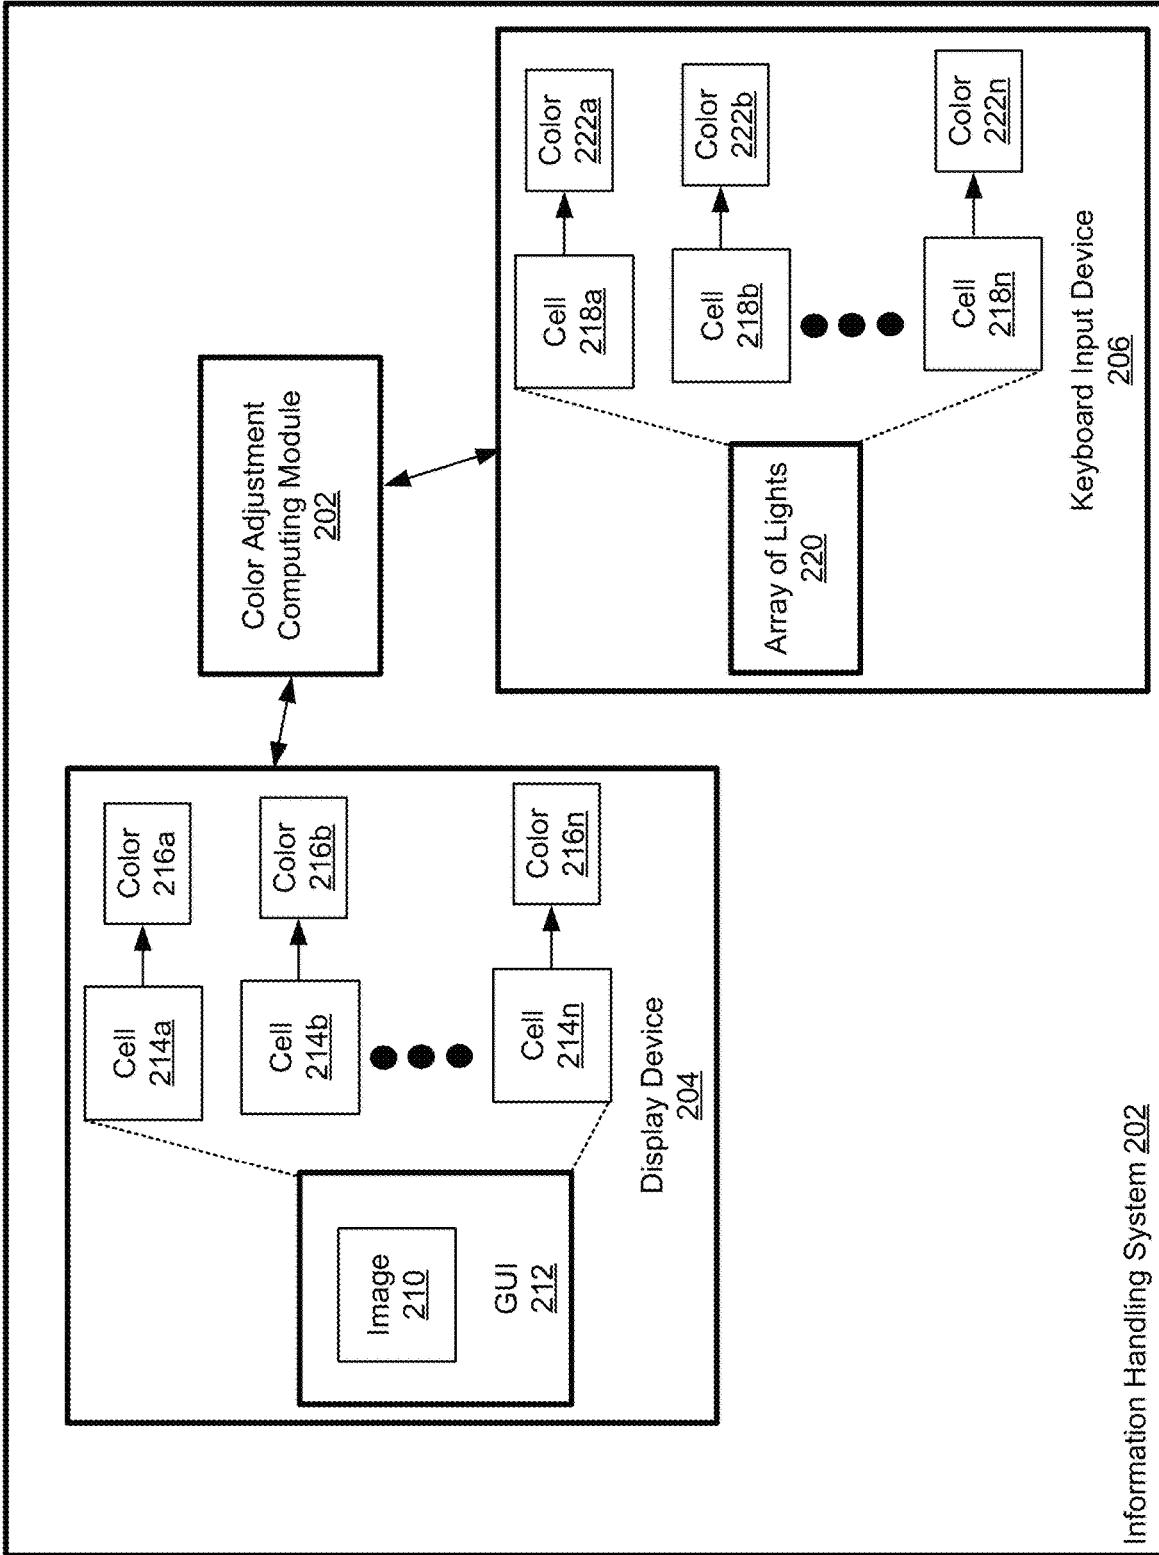 Color Adjustment
Computing Module
202
Image
210
GUI
212
Cell
214a
Color
216a
Cell
214b
Color
216b
Cell
214n
Color
216n
Display Device
204
Array of Lights
220
Cell
218a
Color
222a
Cell
218b
Color
222b
Cell
218n
Color
222n
Keyboard Input Device
206
Information Handling System 202